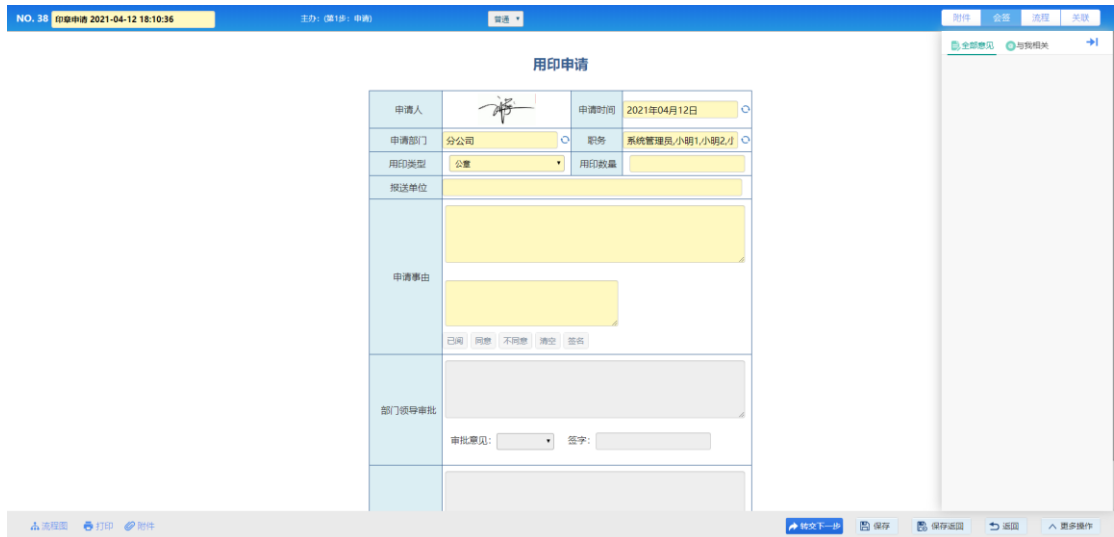 NO. 38 印章申请 2021-04-12 18:10:36 主办: (第1步: 申请) 普通 附件 会签 流程 关联
全部意见 与我相关
用印申请
申请人 申请时间 2021年04月12日
申请部门 分公司 职务 系统管理员,小明1,小明2,小
用印类型 公章 用印数量
报送单位
申请事由
已阅 同意 不同意 清空 签名
部门领导审批
审批意见: 签字:
流程图 打印 附件 转交下一步 保存 保存返回 返回 更多操作